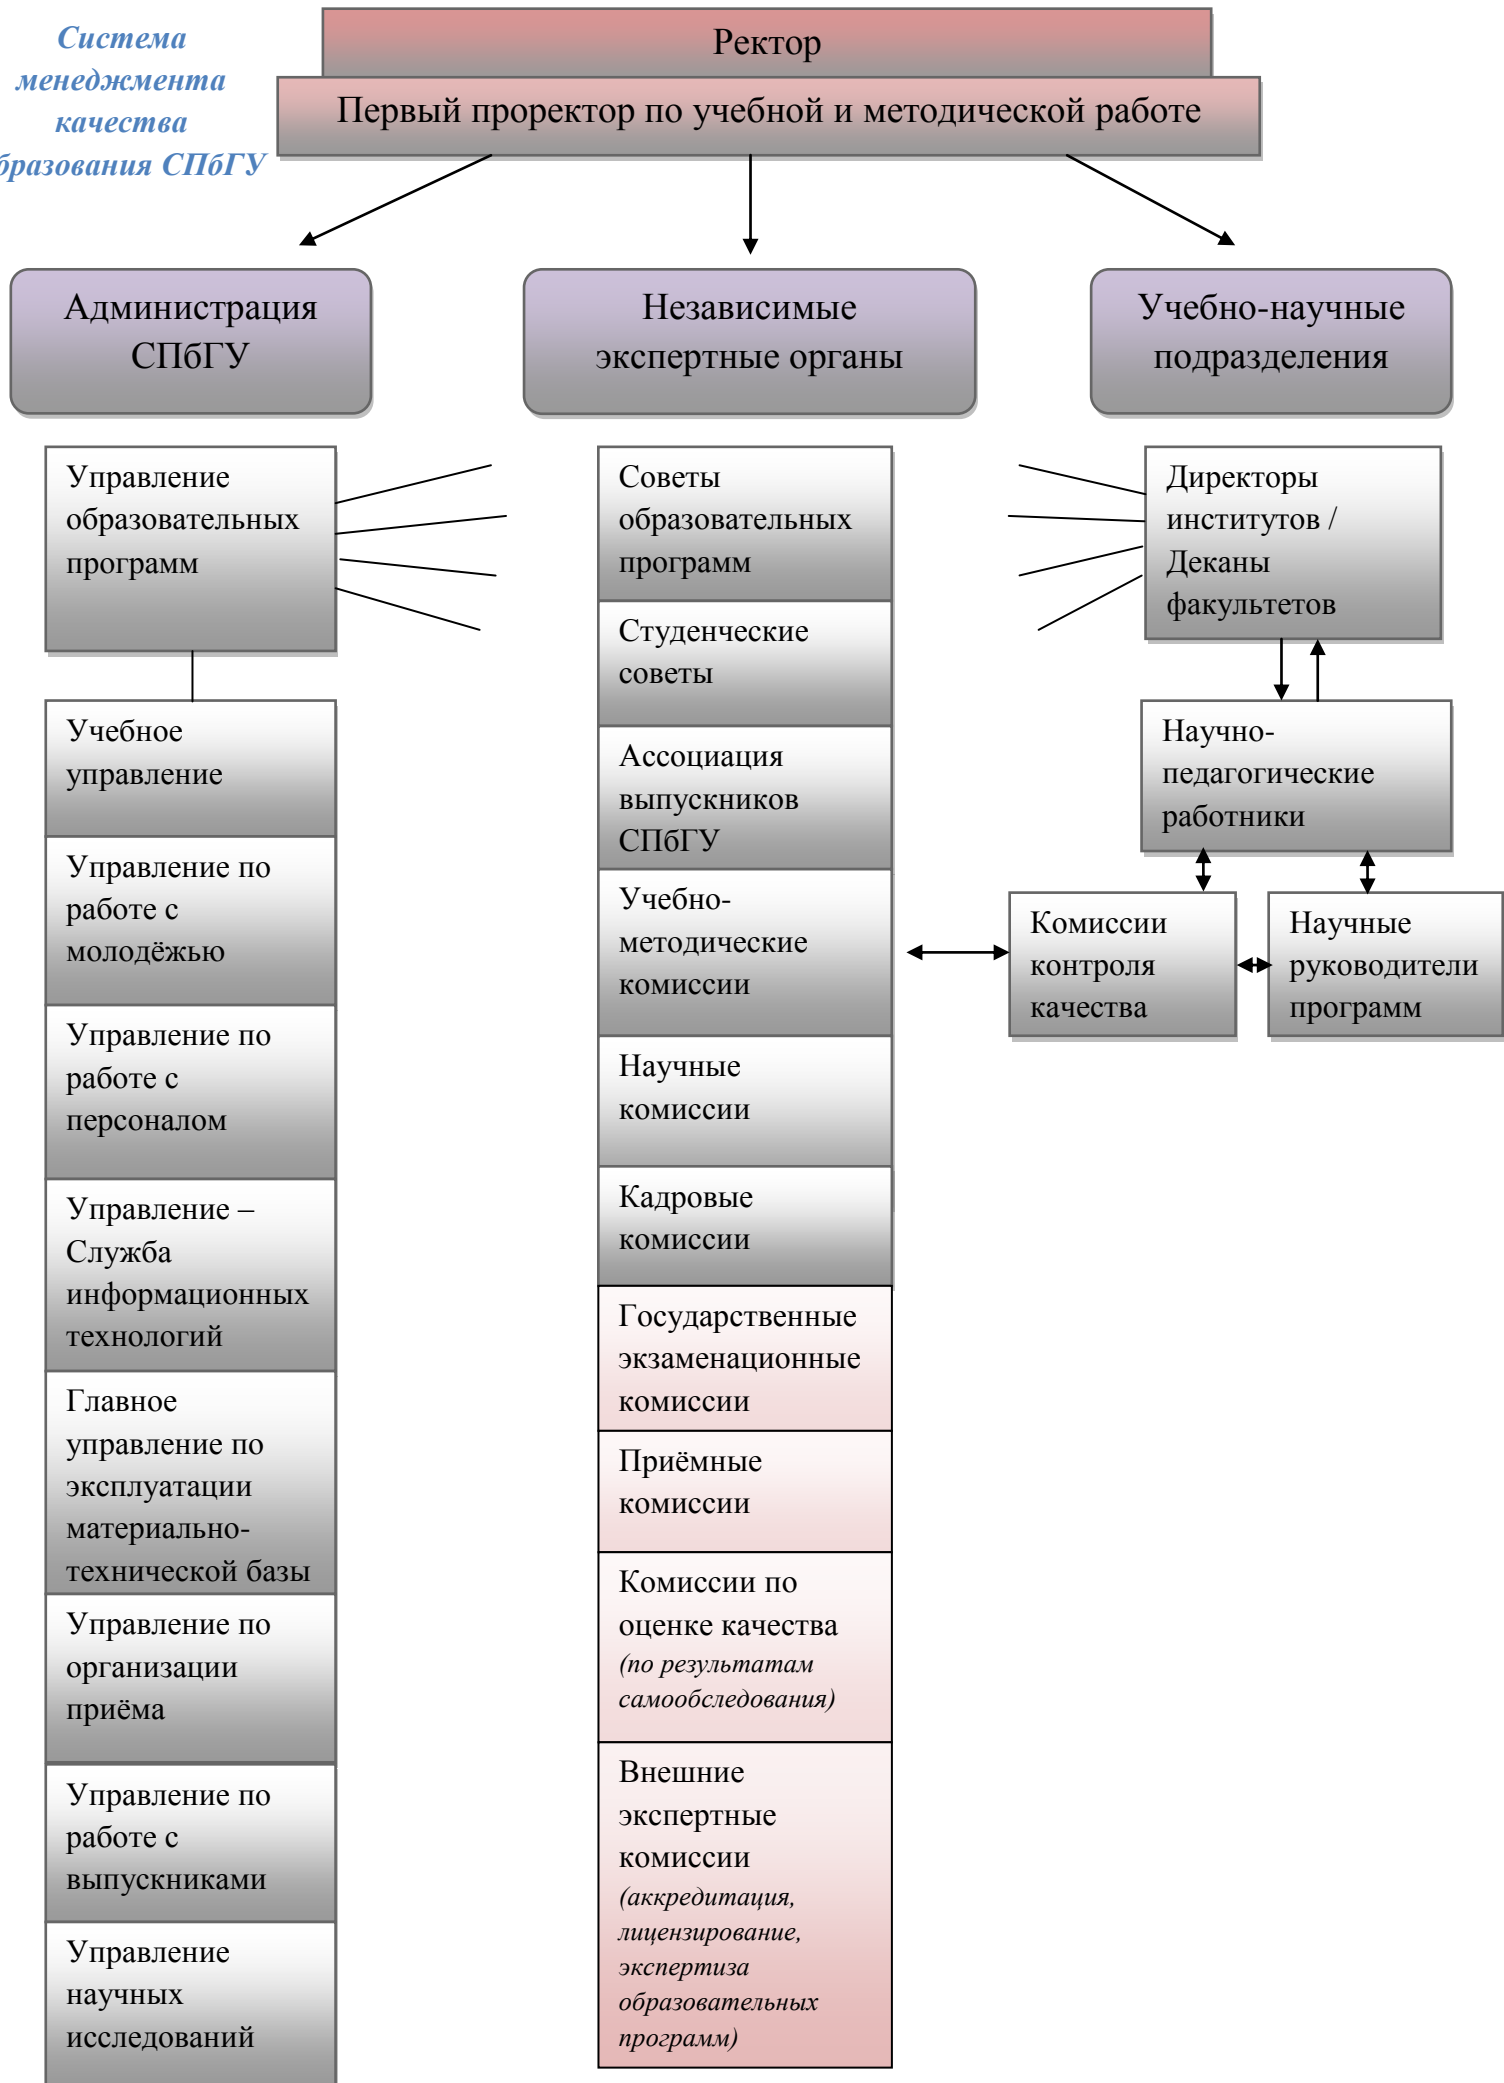 Система
менеджмента
качества
бразования СПбГУ
Ректор
Первый проректор по учебной и методической работе
Администрация
СПбГУ
Независимые
экспертные органы
Учебно-научные
подразделения
Управление
образовательных
программ
Учебное
управление
Управление по
работе с
молодёжью
Управление по
работе с
персоналом
Управление –
Служба
информационных
технологий
Главное
управление по
эксплуатации
материально-
технической базы
Управление по
организации
приёма
Управление по
работе с
выпускниками
Управление
научных
исследований
Советы
образовательных
программ
Студенческие
советы
Ассоциация
выпускников
СПбГУ
Учебно-
методические
комиссии
Научные
комиссии
Кадровые
комиссии
Государственные
экзаменационные
комиссии
Приёмные
комиссии
Комиссии по
оценке качества
(по результатам
самообследования)
Внешние
экспертные
комиссии
(аккредитация,
лицензирование,
экспертиза
образовательных
программ)
Директоры
институтов /
Деканы
факультетов
Научно-
педагогические
работники
Комиссии
контроля
качества
Научные
руководители
программ